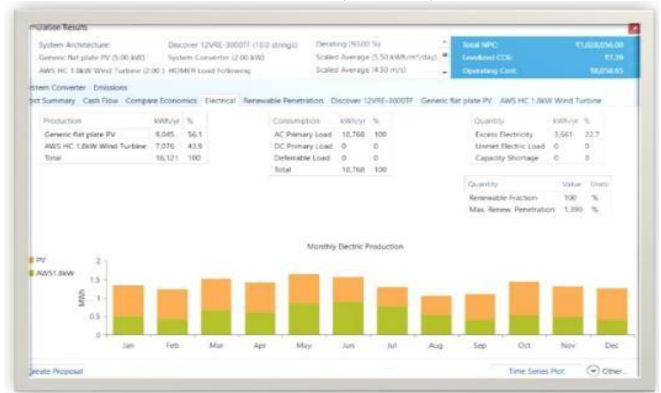 mulation Results
System Architecture: Discover 12VRE-3000TF (10.0 strings) Derating (90.00 %)
Generic flat plate PV (5.00 kW) System Converter (2.00 kW) Scaled Average (5.50 kWh/m²/day)
AWS HC 1.8kW Wind Turbine (2.00 ) HOMER Load Following Scaled Average (4.50 m/s)
Total NPC: ₹1,028,056.00
Levelized COE: ₹7.39
Operating Cost: ₹8,058.65
ystem Converter Emissions
ost Summary Cash Flow Compare Economics Electrical Renewable Penetration Discover 12VRE-3000TF Generic flat plate PV AWS HC 1.8kW Wind Turbine
Production kWh/yr %
Generic flat plate PV 9,045 56.1
AWS HC 1.8kW Wind Turbine 7,076 43.9
Total 16,121 100
Consumption kWh/yr %
AC Primary Load 10,768 100
DC Primary Load 0 0
Deferrable Load 0 0
Total 10,768 100
Quantity kWh/yr %
Excess Electricity 3,661 22.7
Unmet Electric Load 0 0
Capacity Shortage 0 0
Quantity Value Units
Renewable Fraction 100 %
Max. Renew. Penetration 1,390 %
Monthly Electric Production
PV
AWS1.8kW
MWh
2
1.5
1
0.5
0
Jan Feb Mar Apr May Jun Jul Aug Sep Oct Nov Dec
reate Proposal
Time Series Plot Other...